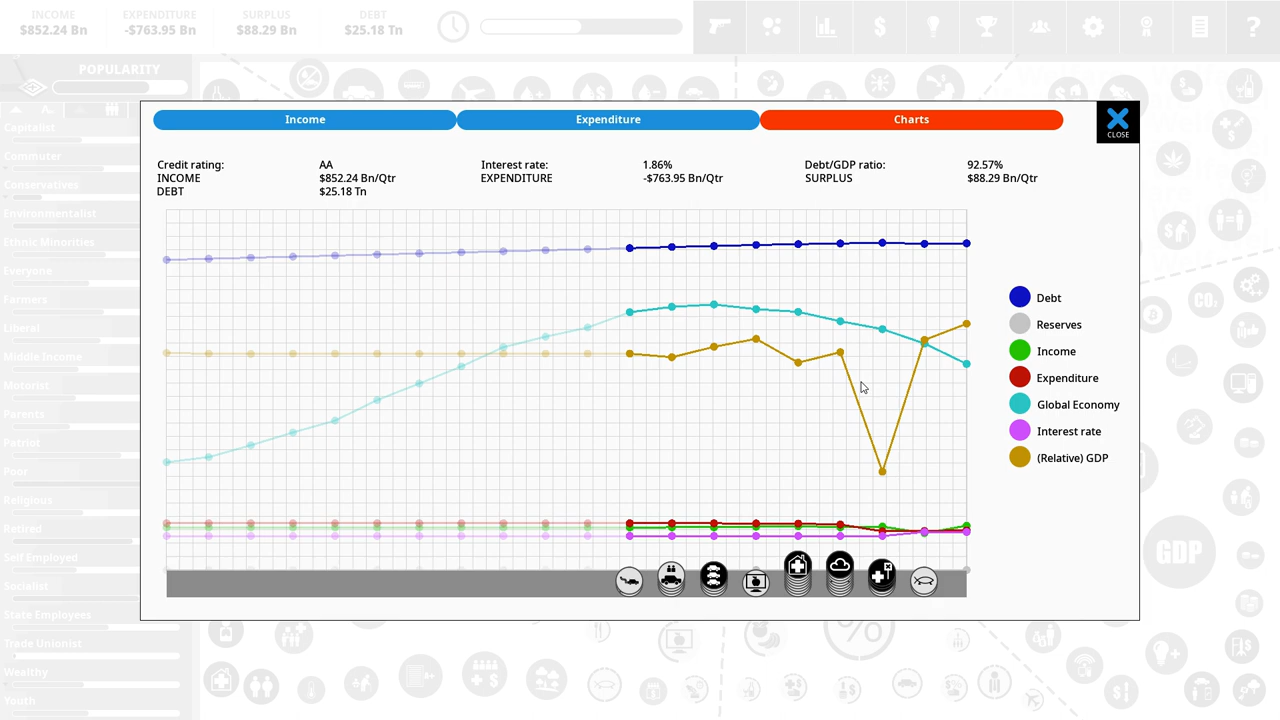 INCOME EXPENDITURE SURPLUS DEBT
$852.24 Bn -$763.95 Bn $88.29 Bn $25.18 Tn
POPULARITY
Income Expenditure Charts
CLOSE
Credit rating: AA Interest rate: 1.86% Debt/GDP ratio: 92.57%
INCOME $852.24 Bn/Qtr EXPENDITURE -$763.95 Bn/Qtr SURPLUS $88.29 Bn/Qtr
DEBT $25.18 Tn
Debt
Reserves
Income
Expenditure
Global Economy
Interest rate
(Relative) GDP
Capitalist
Commuter
Conservatives
Environmentalist
Ethnic Minorities
Everyone
Farmers
Liberal
Middle Income
Motorist
Parents
Patriot
Poor
Religious
Retired
Self Employed
Socialist
State Employees
Trade Unionist
Wealthy
Youth
CO₂
GDP